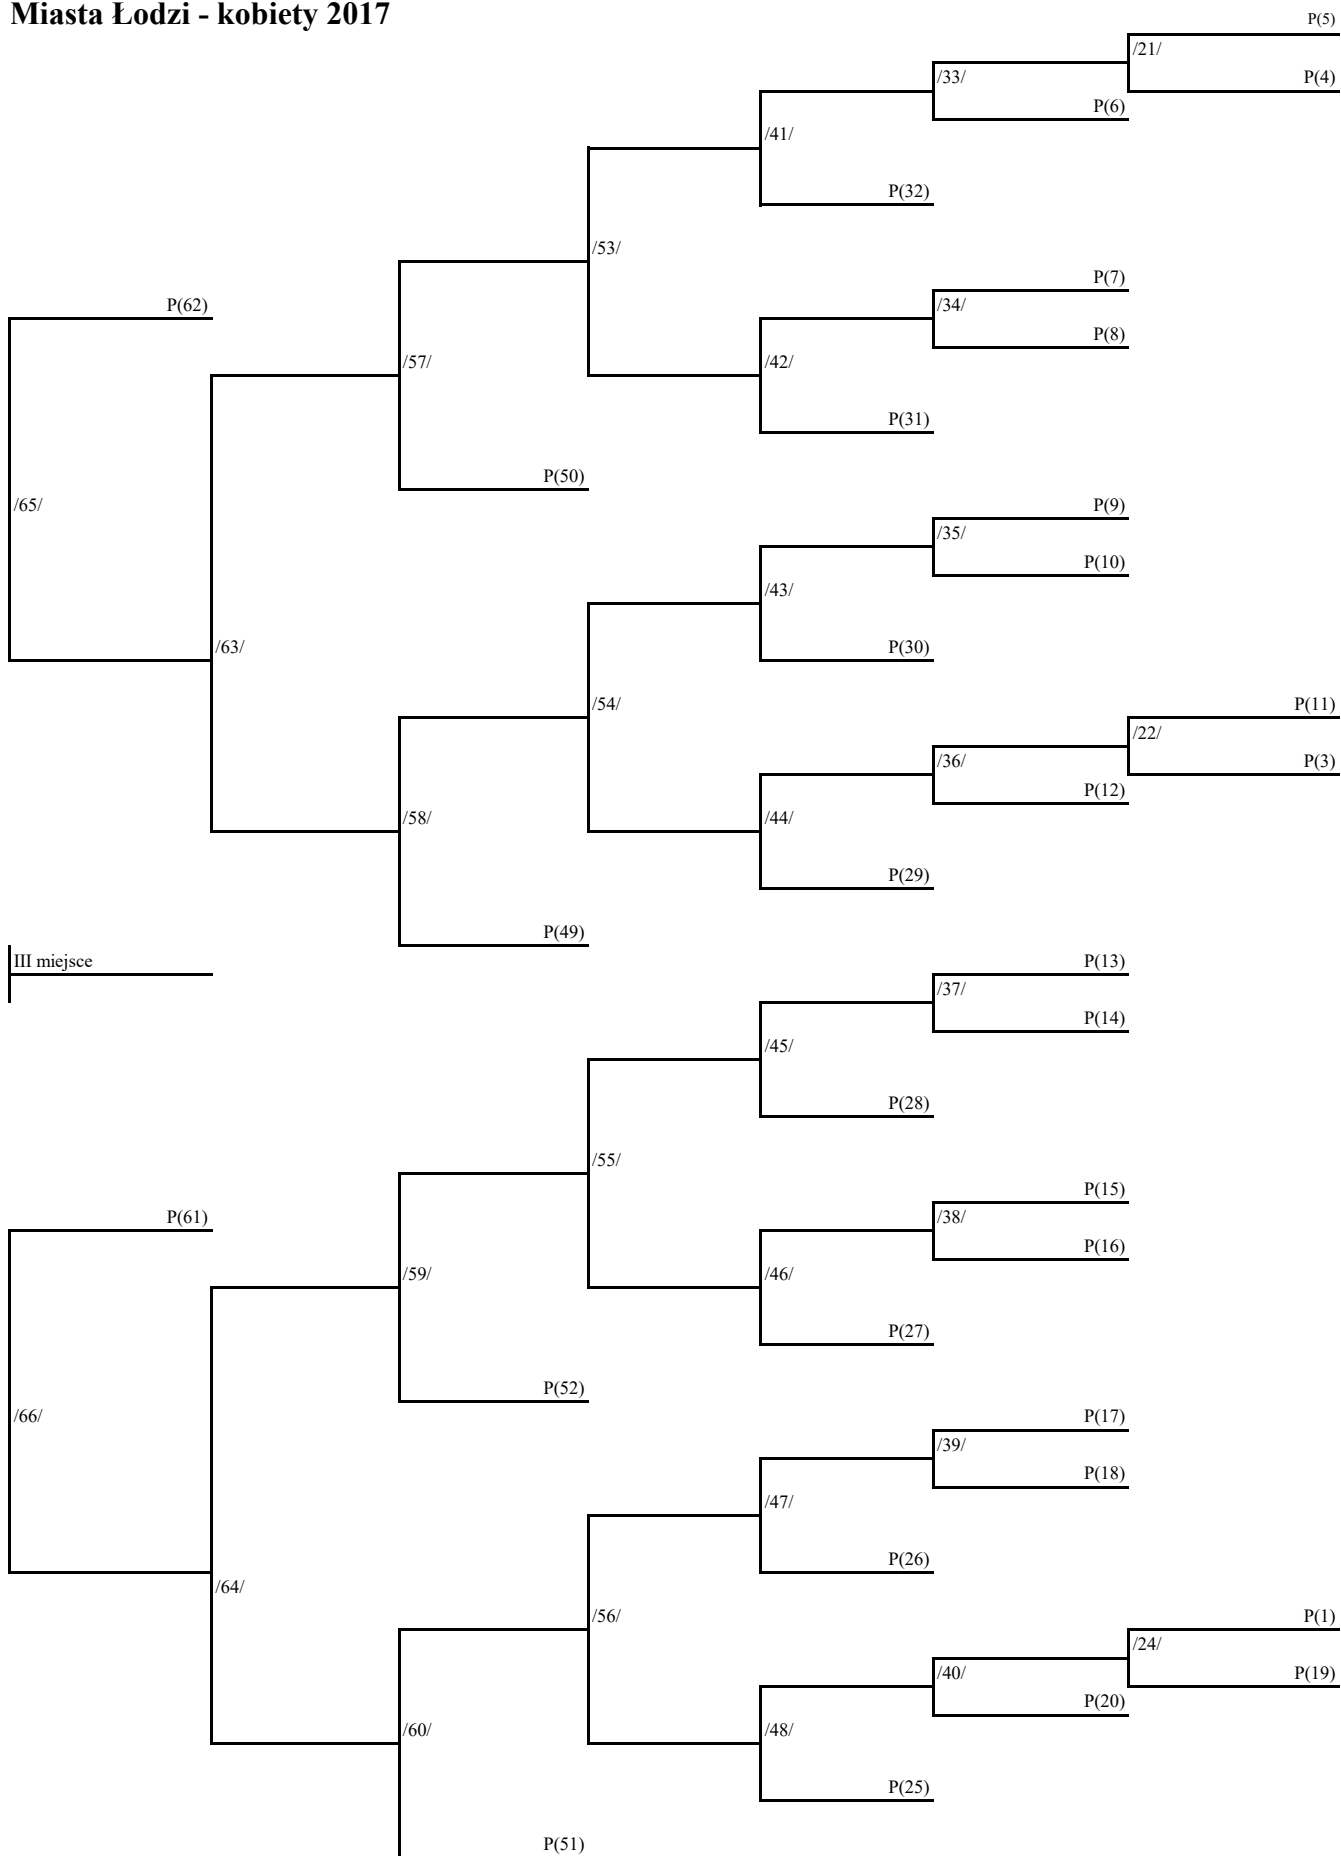 Miasta Łodzi - kobiety 2017
P(5)
/21/
P(4)
/33/
P(6)
/41/
P(32)
/53/
P(7)
/34/
P(62)
P(8)
/57/
/42/
P(31)
P(50)
/65/
P(9)
/35/
P(10)
/43/
/63/
P(30)
/54/
P(11)
/22/
/36/
P(3)
P(12)
/58/
/44/
P(29)
P(49)
III miejsce
P(13)
/37/
P(14)
/45/
P(28)
/55/
P(15)
P(61)
/38/
P(16)
/59/
/46/
P(27)
P(52)
/66/
P(17)
/39/
P(18)
/47/
P(26)
/64/
/56/
P(1)
/24/
/40/
P(19)
P(20)
/60/
/48/
P(25)
P(51)